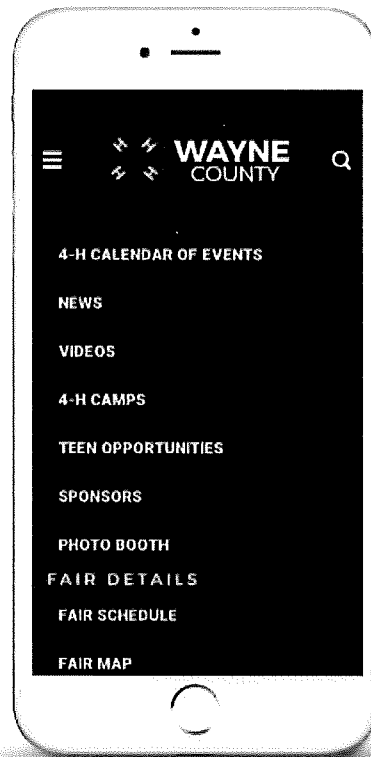 H H
H H
WAYNE
COUNTY
4-H CALENDAR OF EVENTS
NEWS
VIDEOS
4-H CAMPS
TEEN OPPORTUNITIES
SPONSORS
PHOTO BOOTH
FAIR DETAILS
FAIR SCHEDULE
FAIR MAP